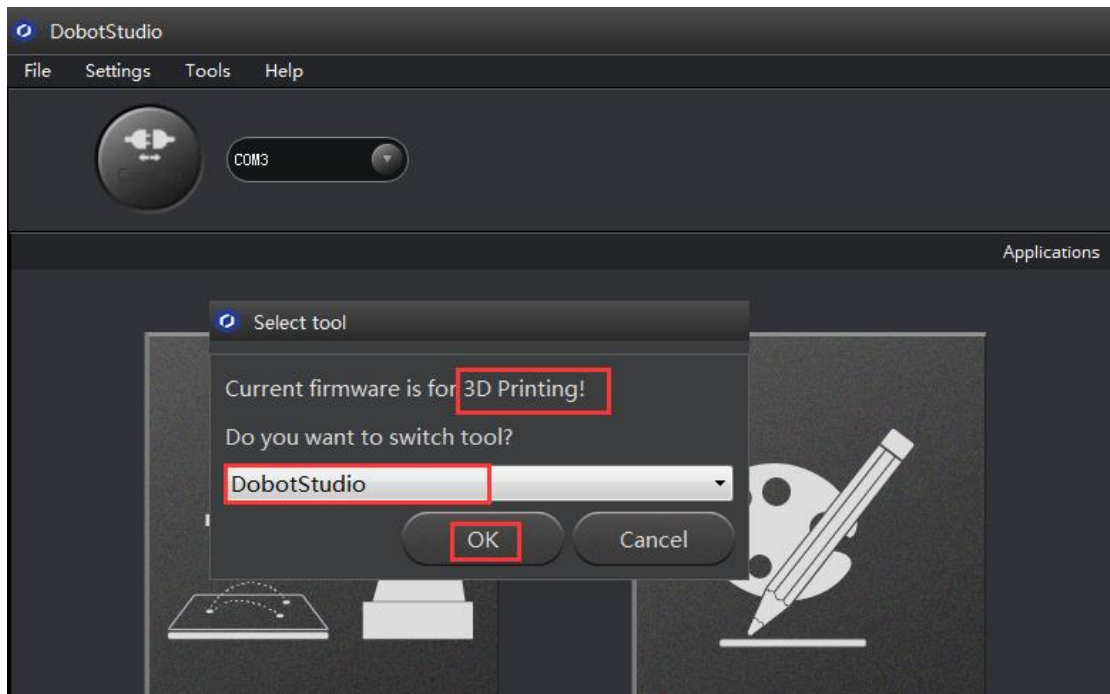 DobotStudio
File Settings Tools Help
COM3
Applications
Select tool
Current firmware is for 3D Printing!
Do you want to switch tool?
DobotStudio
OK Cancel